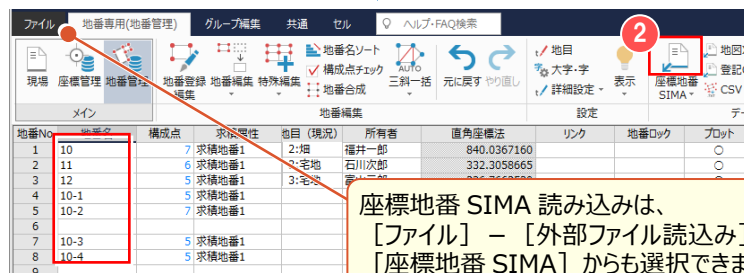 ファイル 地番専用(地番管理) グループ編集 共通 セル ヘルプ・FAQ検索
2
現場 座標管理 地番管理 地番登録 編集 地番編集 特殊編集 地番名ソート 構成点チェック 地番合成 AUTO 三斜一括 元に戻す やり直し 地目 大字・字 詳細設定 表示 座標地番 SIMA 地図 登記 CSV
メイン 地番編集 設定 デー
地番No 地番名 構成点 求積属性 地目 (現況) 所有者 直角座標法 リンク 地番ロック プロット
1 10 7 求積地番1 2:畑 福井一郎 840.0367160 ○
2 11 6 求積地番1 3:宅地 石川次郎 332.3058665 ○
3 12 5 求積地番1 3:宅地
4 10-1 5 求積地番1
5 10-2 7 求積地番1
6
7 10-3 5 求積地番1
8 10-4 5 求積地番1
9
座標地番 SIMA 読み込みは、
［ファイル］－［外部ファイル読込み］
［座標地番 SIMA］からも選択できま